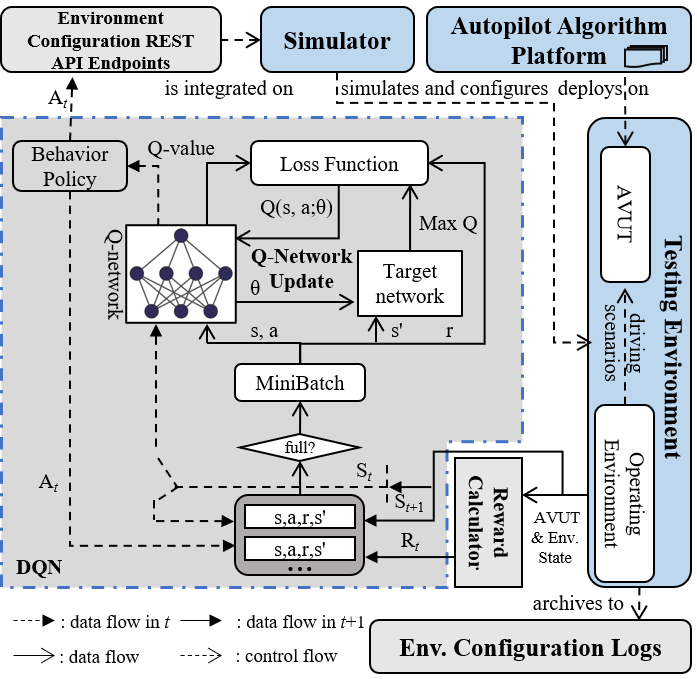 Environment
Configuration REST
API Endpoints
Simulator
Autopilot Algorithm
Platform
is integrated on
simulates and configures
deploys on
A_t
Behavior
Policy
Q-value
Loss Function
Q(s, a;θ)
Max Q
Q-network
Q-Network
Update
θ
Target
network
s, a
s'
r
MiniBatch
full?
A_t
S_t
S_{t+1}
s,a,r,s'
s,a,r,s'
...
R_t
DQN
Reward
Calculator
AVUT
& Env.
State
AVUT
driving
scenarios
Operating
Environment
Testing Environment
archives to
Env. Configuration Logs
: data flow in t
: data flow in t+1
: data flow
: control flow